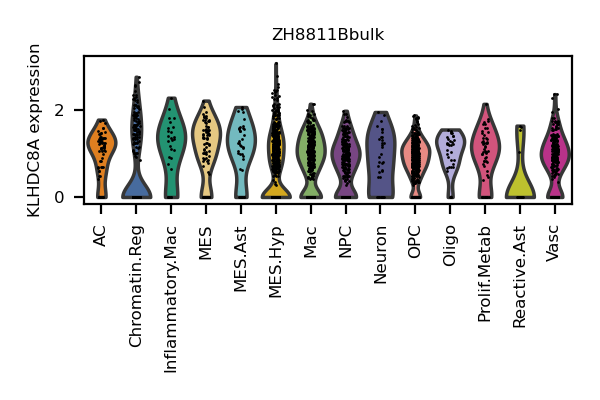 ZH8811Bbulk
KLHDC8A expression
2
0
AC
Chromatin.Reg
Inflammatory.Mac
MES
MES.Ast
MES.Hyp
Mac
NPC
Neuron
OPC
Oligo
Prolif.Metab
Reactive.Ast
Vasc